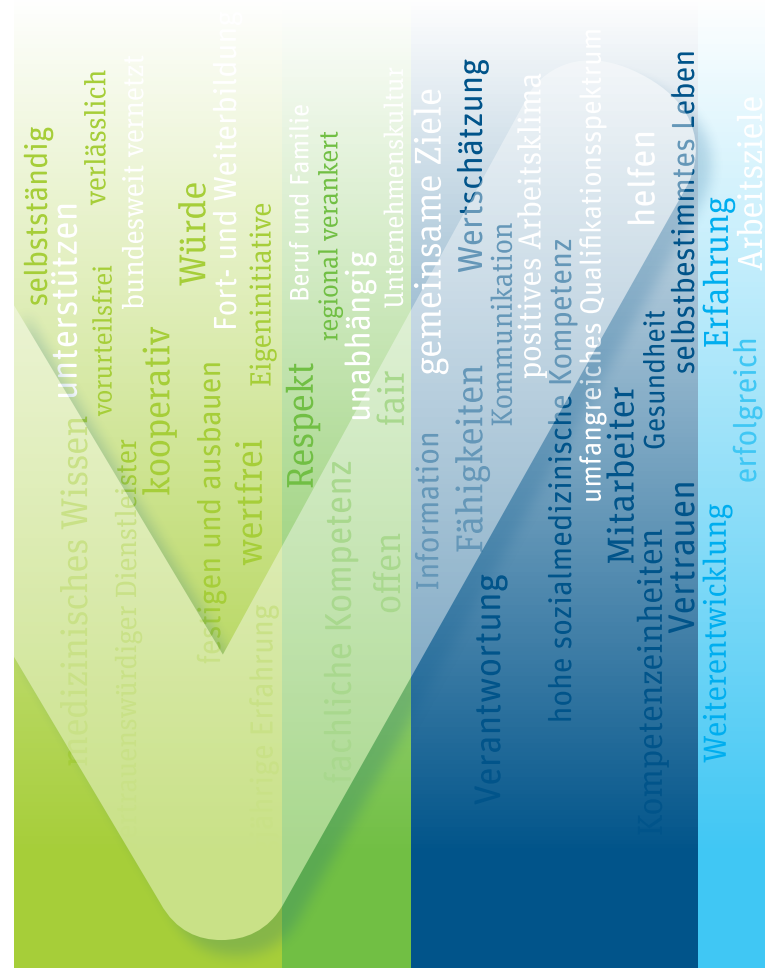 selbstständig
unterstützen
medizinisches Wissen
verlässlich
vorurteilsfrei
bundesweit vernetzt
Dienstleister
kooperativ
Würde
festigen und ausbauen
Fort- und Weiterbildung
wertfrei
Eigeninitiative
Erfahrung
Beruf und Familie
Respekt
regional verankert
fachliche Kompetenz
unabhängig
Unternehmenskultur
fair
offen
gemeinsame Ziele
Information
Wertschätzung
Fähigkeiten
Verantwortung
Kommunikation
positives Arbeitsklima
hohe sozialmedizinische Kompetenz
umfangreiches Qualifikationsspektrum
Mitarbeiter
helfen
Gesundheit
Kompetenzeinheiten
selbstbestimmtes Leben
Vertrauen
Erfahrung
Weiterentwicklung
Arbeitsziele
erfolgreich